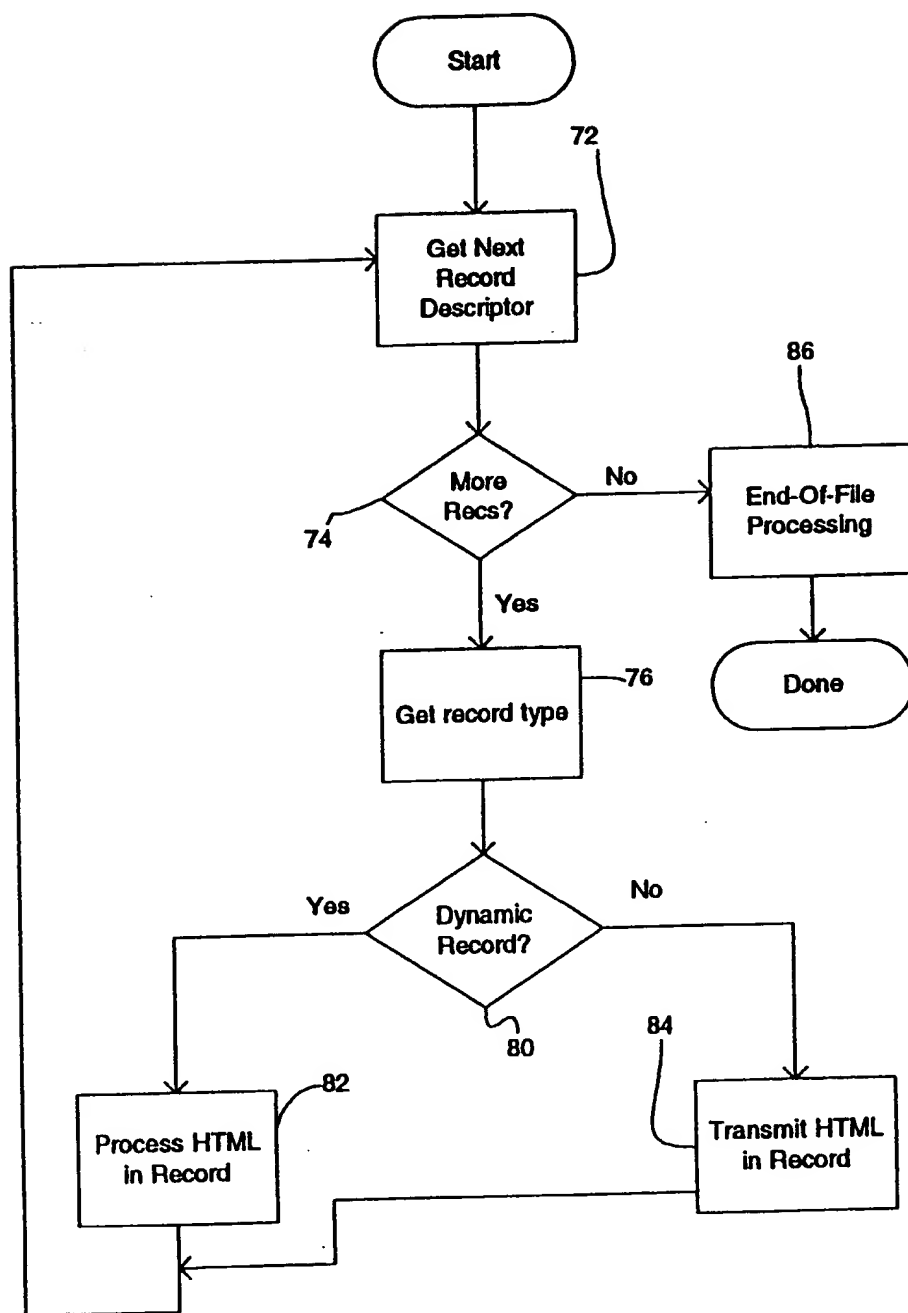 Start
72
Get Next
Record
Descriptor
86
More
Recs?
No
End-Of-File
Processing
74
Yes
76
Get record type
Done
Yes
Dynamic
Record?
No
80
84
82
Process HTML
in Record
Transmit HTML
in Record